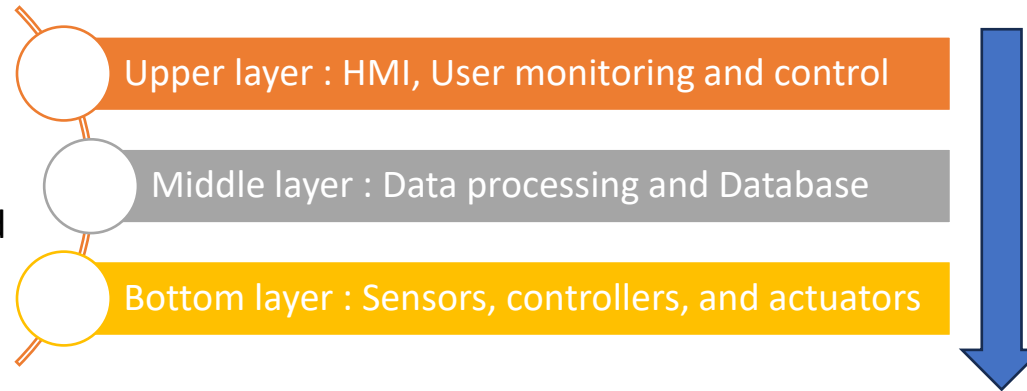 Upper layer : HMI, User monitoring and control
Middle layer : Data processing and Database
Bottom layer : Sensors, controllers, and actuators